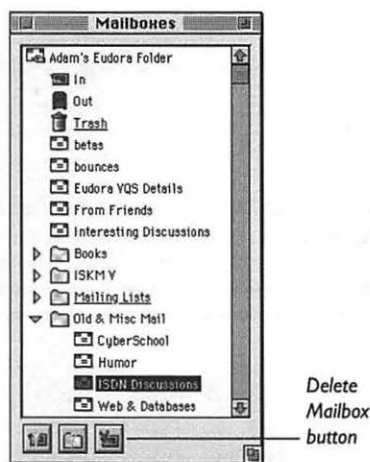 Mailboxes
Adam's Eudora Folder
In
Out
Trash
betas
bounces
Eudora VQS Details
From Friends
Interesting Discussions
Books
ISKM V
Mailing Lists
Old & Misc Mail
CyberSchool
Humor
ISDN Discussions
Web & Databases
Delete
Mailbox
button